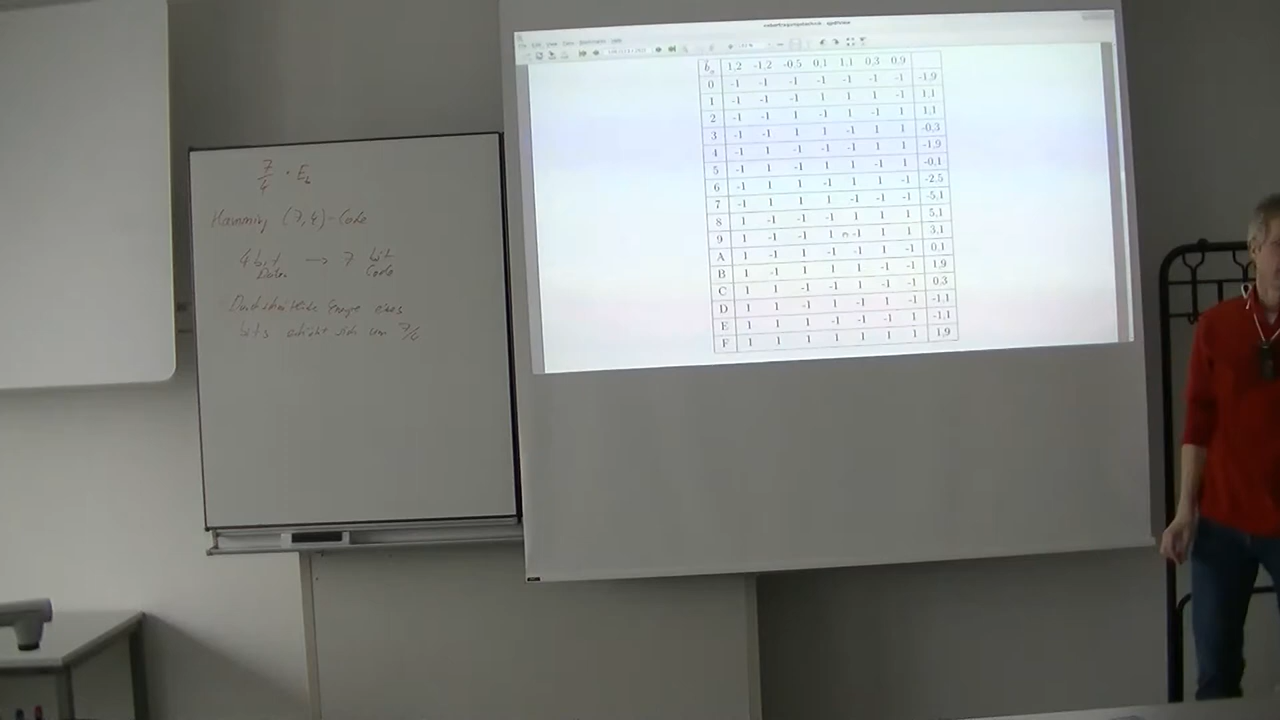 7/4 · E_b
Hamming (7,4)-Code
4 bit → 7 bit
Daten Code
Durchschnittliche Energie eines
bits erhöht sich um 7/4
b 1,2 -1,2 -0,5 0,1 1,1 0,3 0,9
0 -1 -1 -1 -1 -1 -1 -1 -1,9
1 -1 -1 -1 1 1 1 -1 1,1
2 -1 -1 1 -1 1 -1 1 1,1
3 -1 -1 1 1 -1 1 1 -0,3
4 -1 1 -1 -1 -1 1 1 -1,9
5 -1 1 -1 1 1 -1 1 -0,1
6 -1 1 1 -1 1 1 -1 -2,5
7 -1 1 1 1 -1 -1 -1 -5,1
8 1 -1 -1 -1 1 1 1 5,1
9 1 -1 -1 1 -1 1 1 3,1
A 1 -1 1 -1 -1 1 -1 0,1
B 1 -1 1 1 1 -1 -1 1,9
C 1 1 -1 -1 1 -1 -1 0,3
D 1 1 -1 1 -1 1 -1 -1,1
E 1 1 1 -1 -1 -1 1 -1,1
F 1 1 1 1 1 1 1 1,9